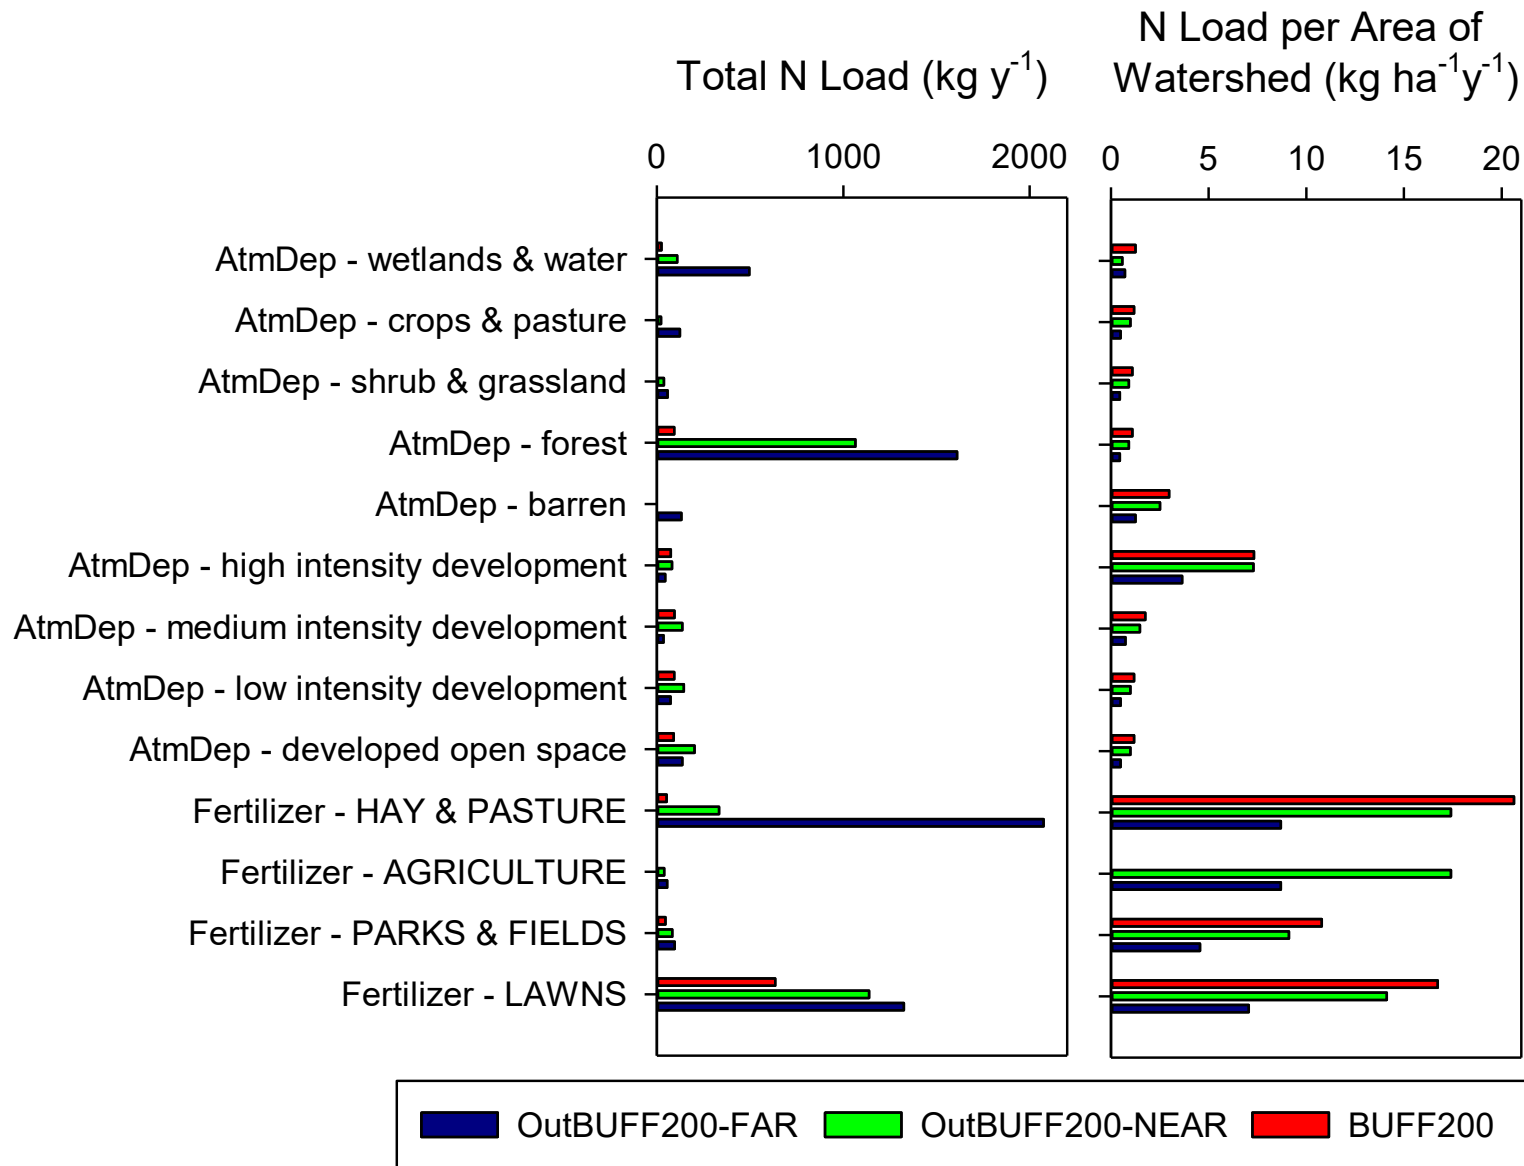 N Load per Area of
Total N Load (kg y⁻¹)
Watershed (kg ha⁻¹y⁻¹)
0 1000 2000
0 5 10 15 20
AtmDep - wetlands & water
AtmDep - crops & pasture
AtmDep - shrub & grassland
AtmDep - forest
AtmDep - barren
AtmDep - high intensity development
AtmDep - medium intensity development
AtmDep - low intensity development
AtmDep - developed open space
Fertilizer - HAY & PASTURE
Fertilizer - AGRICULTURE
Fertilizer - PARKS & FIELDS
Fertilizer - LAWNS
OutBUFF200-FAR OutBUFF200-NEAR BUFF200